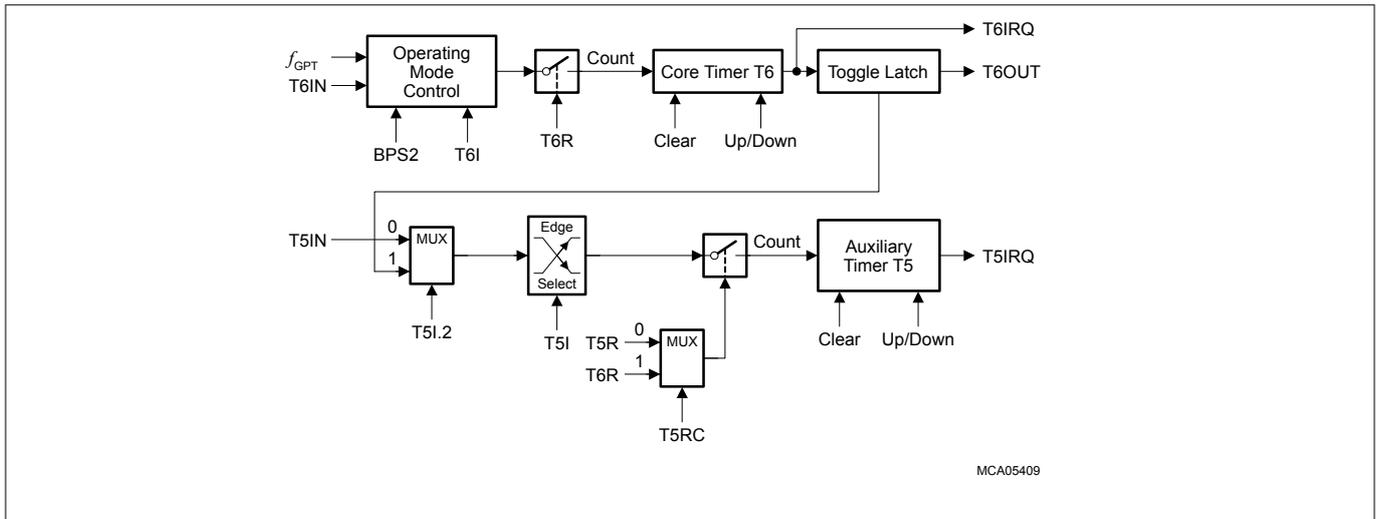 T6IRQ
fGPT
T6IN
Operating
Mode
Control
Count
Core Timer T6
Toggle Latch
T6OUT
BPS2
T6I
T6R
Clear
Up/Down
T5IN
0
1
MUX
Edge
Select
Count
Auxiliary
Timer T5
T5IRQ
T5I.2
T5I
T5R
0
T6R
1
MUX
Clear
Up/Down
T5RC
MCA05409